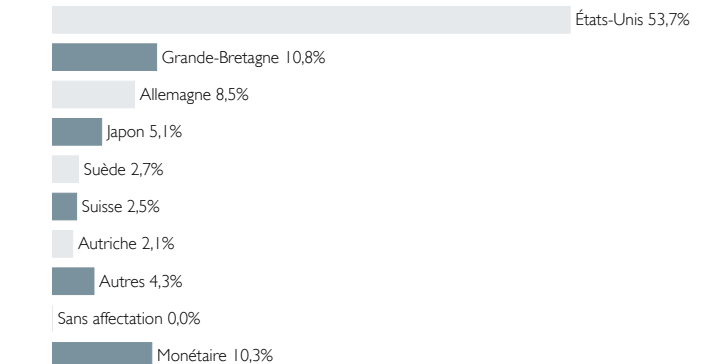 États-Unis 53,7%
Grande-Bretagne 10,8%
Allemagne 8,5%
Japon 5,1%
Suède 2,7%
Suisse 2,5%
Autriche 2,1%
Autres 4,3%
Sans affectation 0,0%
Monétaire 10,3%